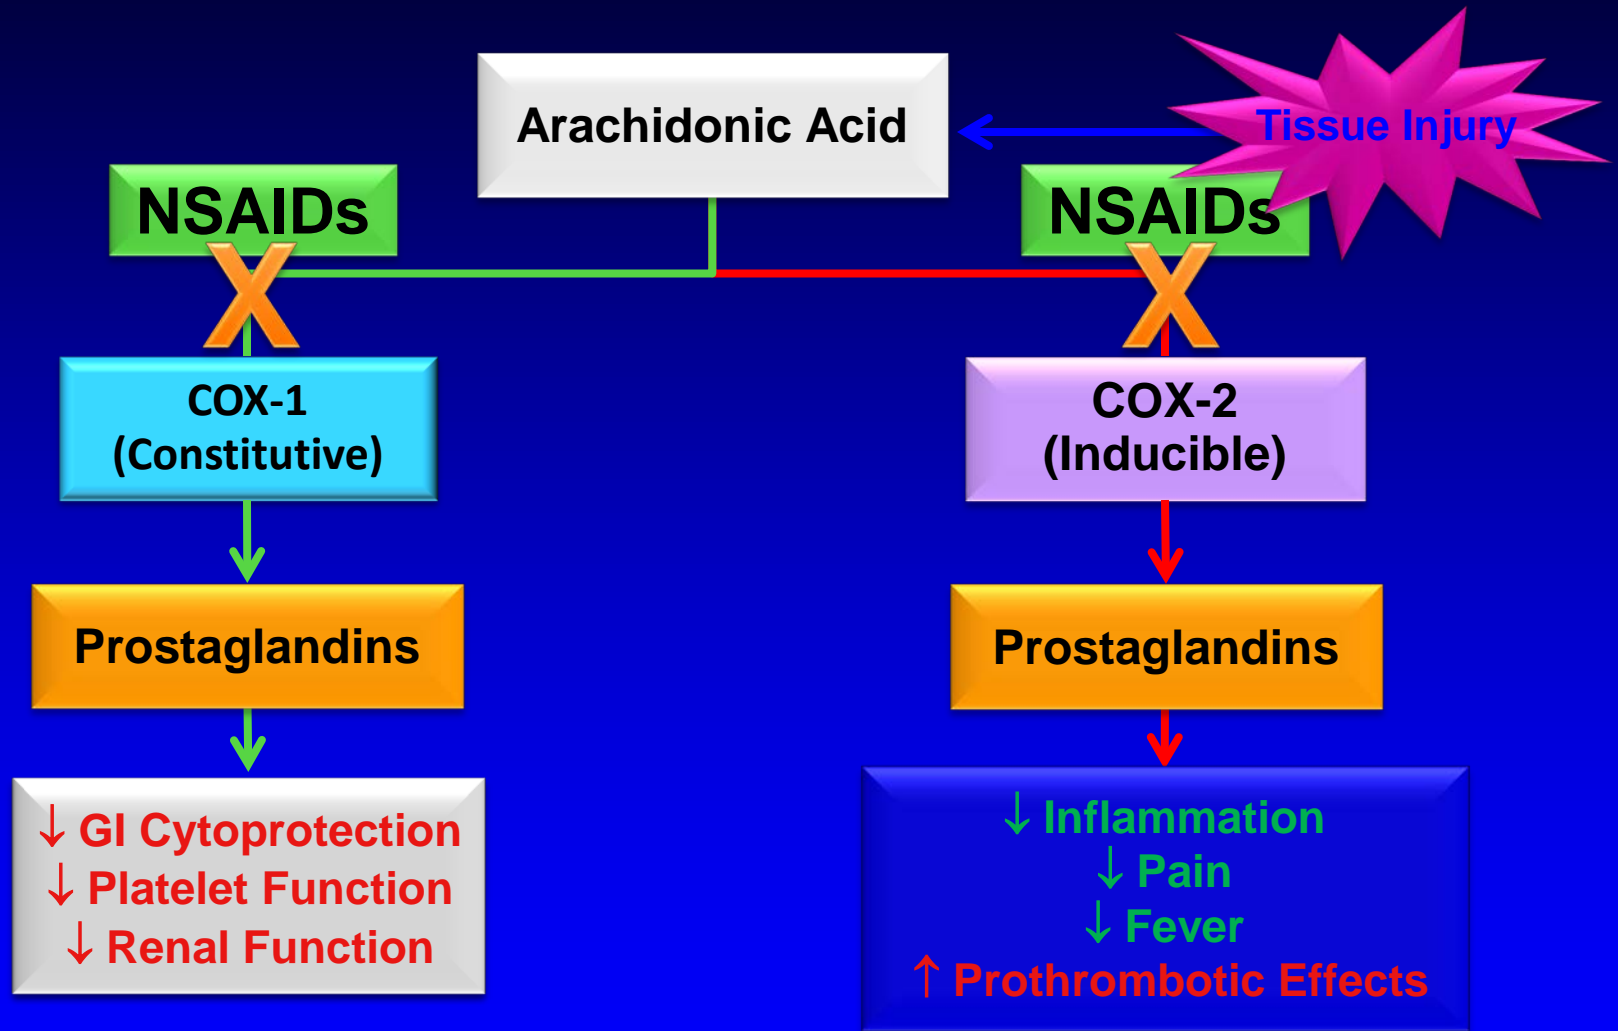 Arachidonic Acid
Tissue Injury
NSAIDs
NSAIDs
X
X
COX-1
(Constitutive)
COX-2
(Inducible)
Prostaglandins
Prostaglandins
↓ GI Cytoprotection
↓ Platelet Function
↓ Renal Function
↓ Inflammation
↓ Pain
↓ Fever
↑ Prothrombotic Effects